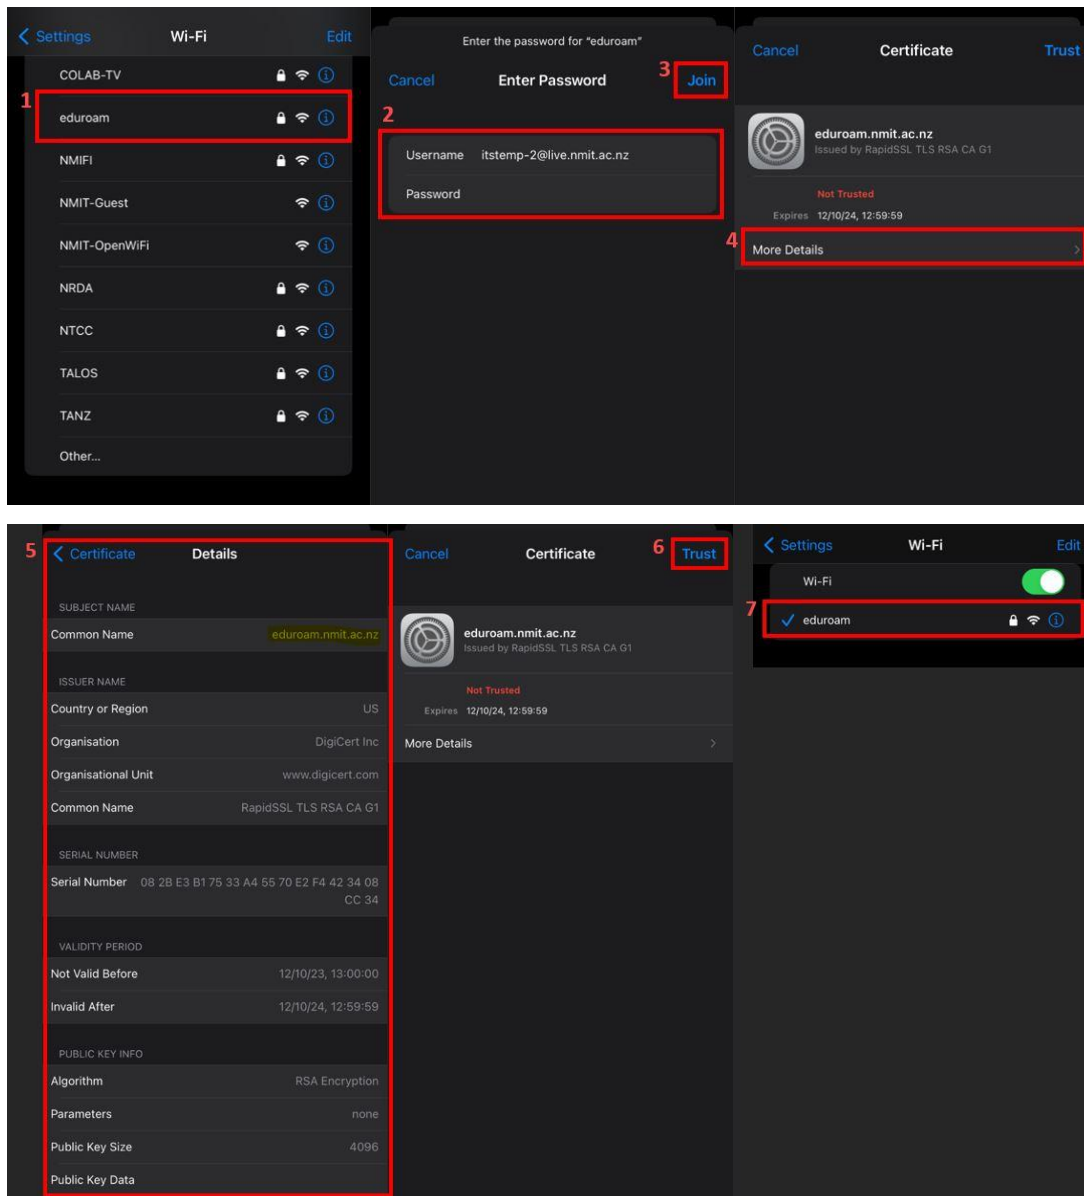 Settings Wi-Fi Edit
COLAB-TV
1
eduroam
NMIFI
NMIT-Guest
NMIT-OpenWiFi
NRDA
NTCC
TALOS
TANZ
Other...
Enter the password for "eduroam"
Cancel Enter Password 3 Join
2
Username itstemp-2@live.nmit.ac.nz
Password
Cancel Certificate Trust
eduroam.nmit.ac.nz
Issued by RapidSSL TLS RSA CA G1
Not Trusted
Expires 12/10/24, 12:59:59
4
More Details
5 Certificate Details
SUBJECT NAME
Common Name eduroam.nmit.ac.nz
ISSUER NAME
Country or Region US
Organisation DigiCert Inc
Organisational Unit www.digicert.com
Common Name RapidSSL TLS RSA CA G1
SERIAL NUMBER
Serial Number 08 2B E3 B1 75 33 A4 55 70 E2 F4 42 34 08
CC 34
VALIDITY PERIOD
Not Valid Before 12/10/23, 13:00:00
Invalid After 12/10/24, 12:59:59
PUBLIC KEY INFO
Algorithm RSA Encryption
Parameters none
Public Key Size 4096
Public Key Data
Cancel Certificate 6 Trust
eduroam.nmit.ac.nz
Issued by RapidSSL TLS RSA CA G1
Not Trusted
Expires 12/10/24, 12:59:59
More Details
Settings Wi-Fi Edit
Wi-Fi
7
eduroam